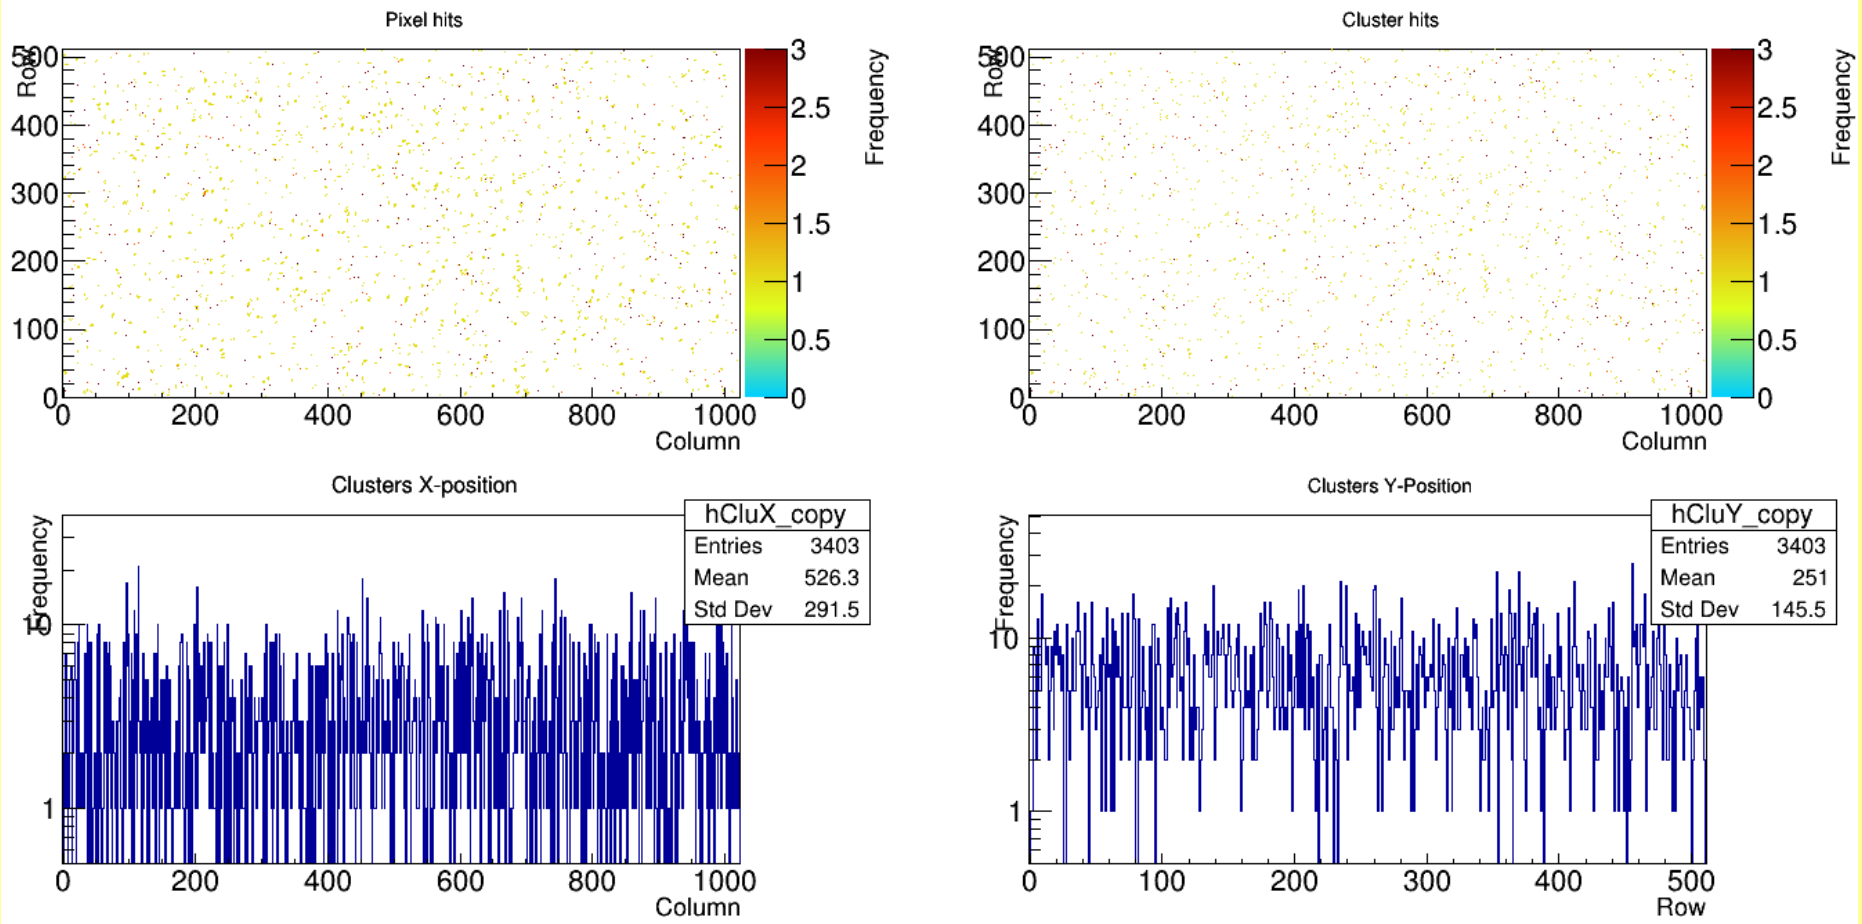 Pixel hits
500
400
300
200
100
0
Row
0 200 400 600 800 1000
Column
3
2.5
2
1.5
1
0.5
0
Frequency
Cluster hits
500
400
300
200
100
0
Row
0 200 400 600 800 1000
Column
3
2.5
2
1.5
1
0.5
0
Frequency
Clusters X-position
Frequency
10
1
hCluX_copy
Entries 3403
Mean 526.3
Std Dev 291.5
0 200 400 600 800 1000
Column
Clusters Y-Position
Frequency
10
1
hCluY_copy
Entries 3403
Mean 251
Std Dev 145.5
0 100 200 300 400 500
Row